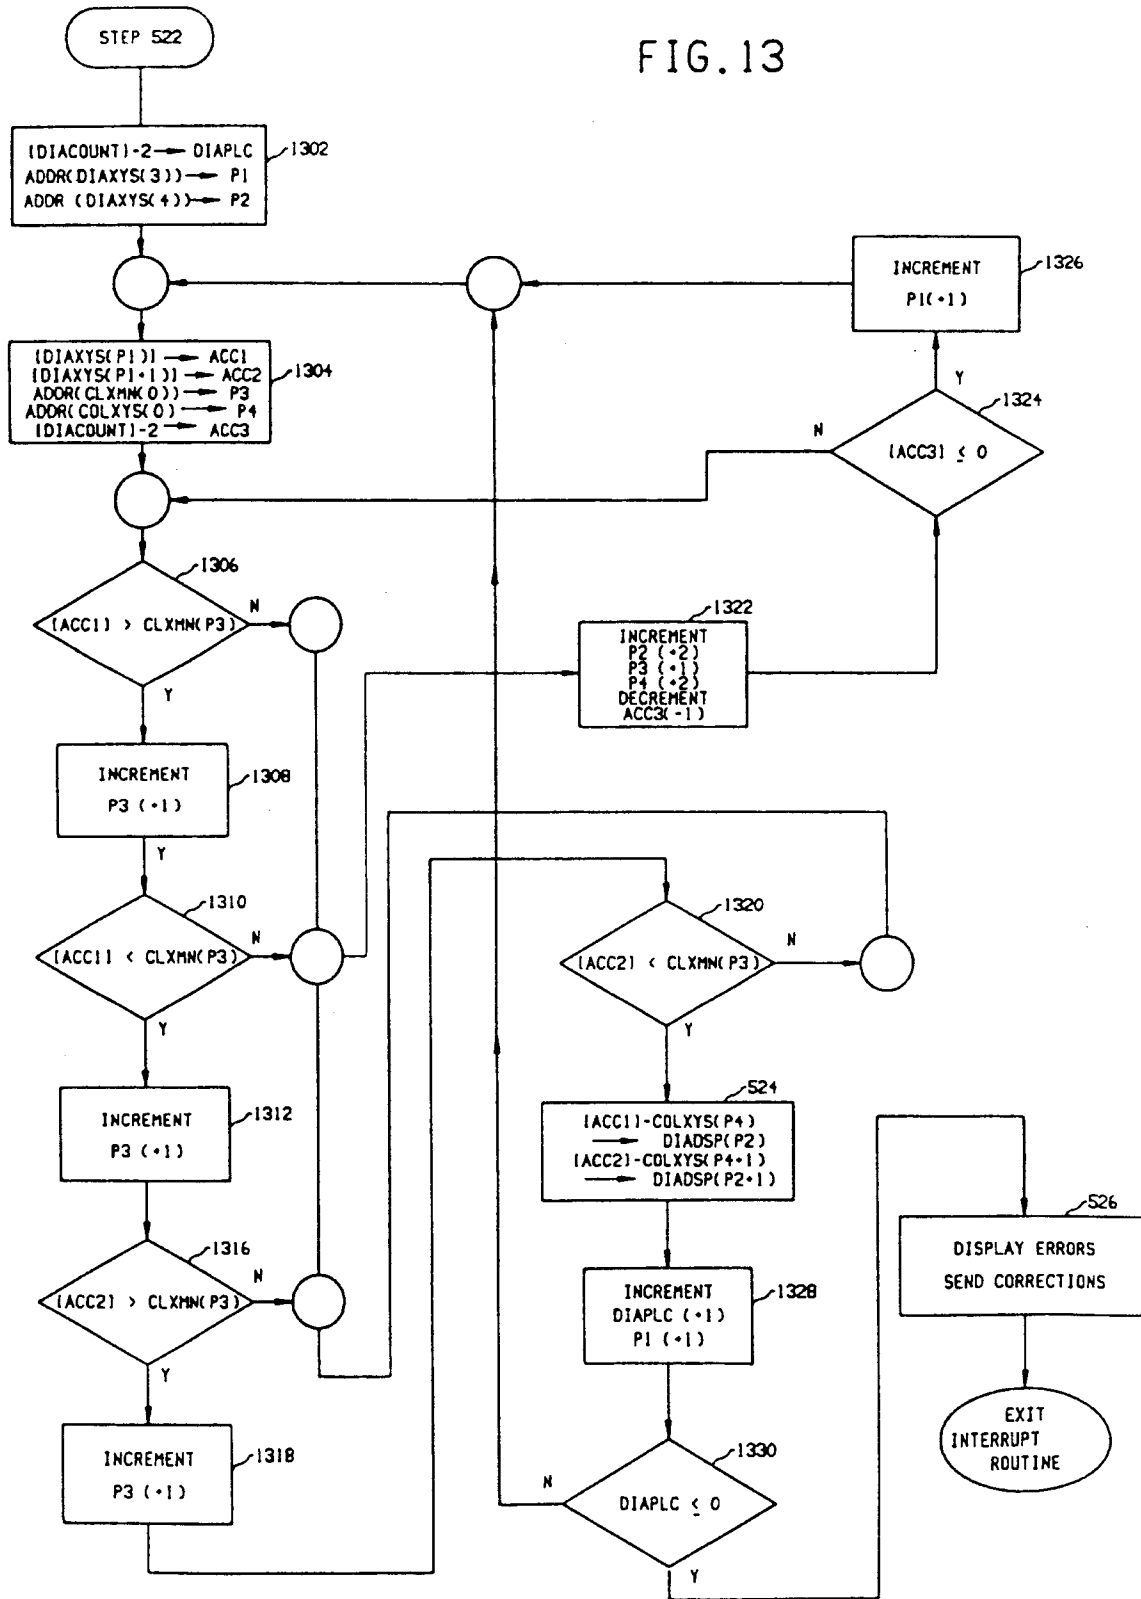 STEP 522
FIG.13
[DIACOUNT]-2 → DIAPLC
ADDR(DIAXYS(3)) → P1
ADDR (DIAXYS(4)) → P2
1302
INCREMENT
P1(+1)
1326
[DIAXYS(P1)] → ACC1
[DIAXYS(P1+1)] → ACC2
ADDR(CLXMN(0)) → P3
ADDR(COLXYS(0) → P4
[DIACOUNT]-2 → ACC3
1304
Y
1324
N
[ACC3] ≤ 0
1306
[ACC1] > CLXMN(P3)
N
Y
1322
INCREMENT
P2 (+2)
P3 (+1)
P4 (+2)
DECREMENT
ACC3(-1)
INCREMENT
P3 (+1)
1308
Y
1310
[ACC1] < CLXMN(P3)
N
Y
1320
[ACC2] < CLXMN(P3)
N
Y
INCREMENT
P3 (+1)
1312
524
[ACC1]-COLXYS(P4)
→ DIADSP(P2)
[ACC2]-COLXYS(P4+1)
→ DIADSP(P2+1)
526
DISPLAY ERRORS
SEND CORRECTIONS
1316
[ACC2] > CLXMN(P3)
N
Y
INCREMENT
DIAPLC (+1)
P1 (+1)
1328
EXIT
INTERRUPT
ROUTINE
INCREMENT
P3 (+1)
1318
1330
N
DIAPLC ≤ 0
Y